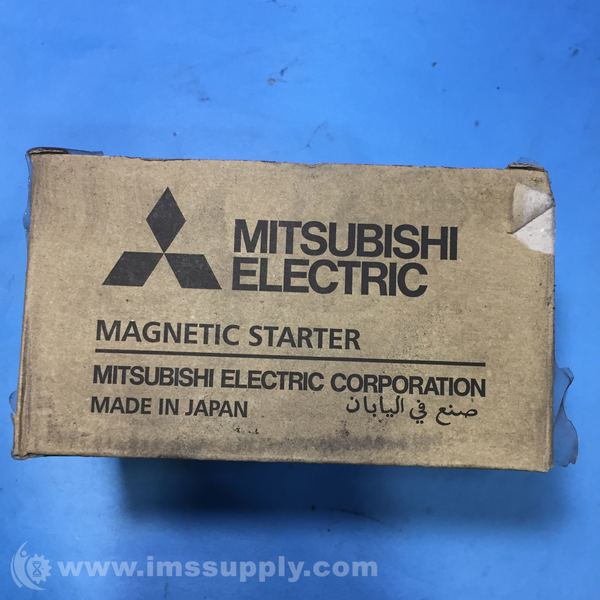 MITSUBISHI
ELECTRIC
MAGNETIC STARTER
MITSUBISHI ELECTRIC CORPORATION
MADE IN JAPAN صنع في اليابان
www.imssupply.com